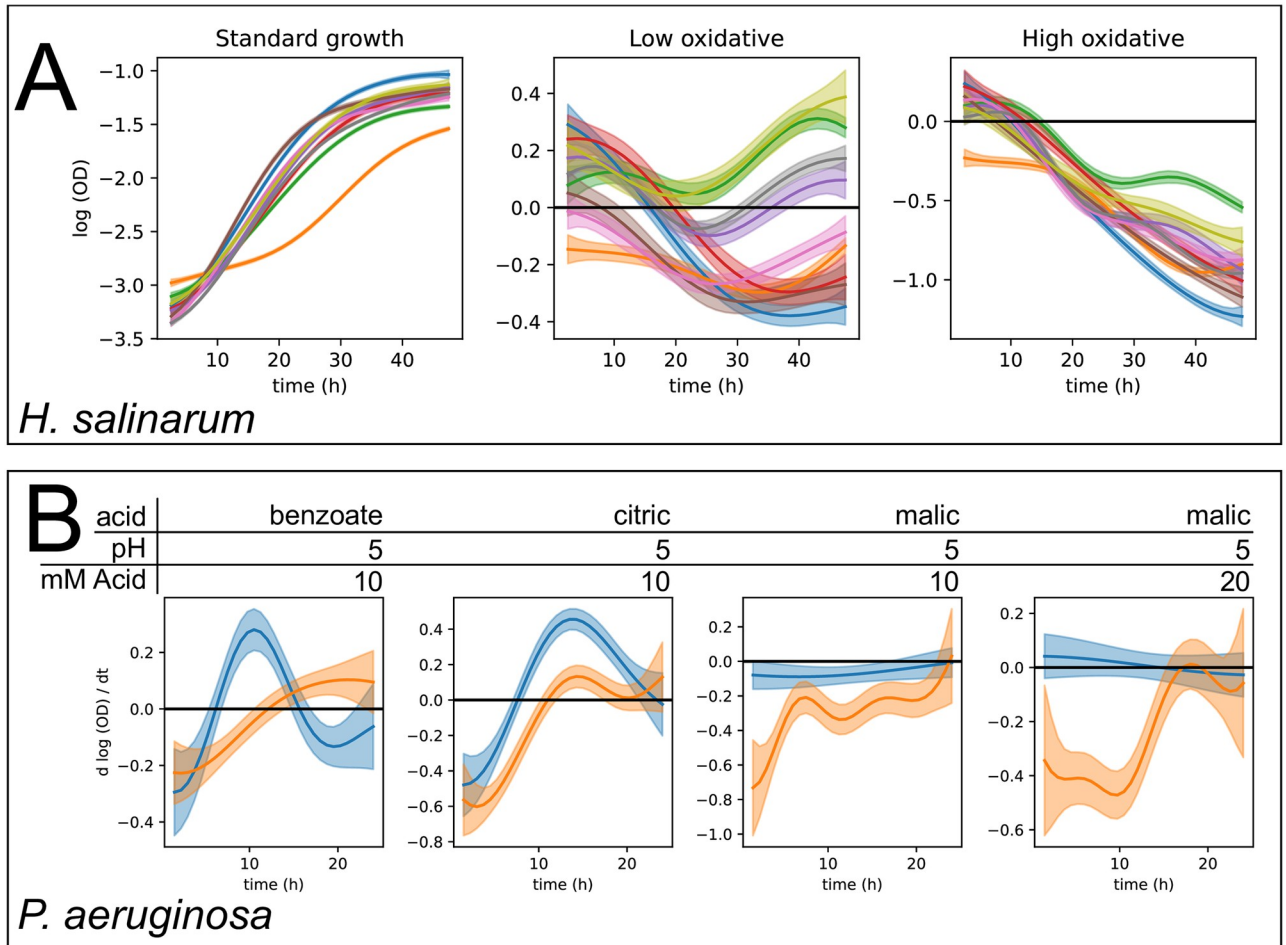 A
Standard growth
Low oxidative
High oxidative
log (OD)
−1.0
−1.5
−2.0
−2.5
−3.0
−3.5
10 20 30 40
time (h)
0.4
0.2
0.0
−0.2
−0.4
10 20 30 40
time (h)
0.0
−0.5
−1.0
10 20 30 40
time (h)
H. salinarum
B
acid benzoate citric malic malic
pH 5 5 5 5
mM Acid 10 10 10 20
d log (OD) / dt
0.2
0.0
−0.2
−0.4
10 20
time (h)
0.4
0.2
0.0
−0.2
−0.4
−0.6
−0.8
10 20
time (h)
0.2
0.0
−0.2
−0.4
−0.6
−0.8
−1.0
10 20
time (h)
0.2
0.0
−0.2
−0.4
−0.6
10 20
time (h)
P. aeruginosa